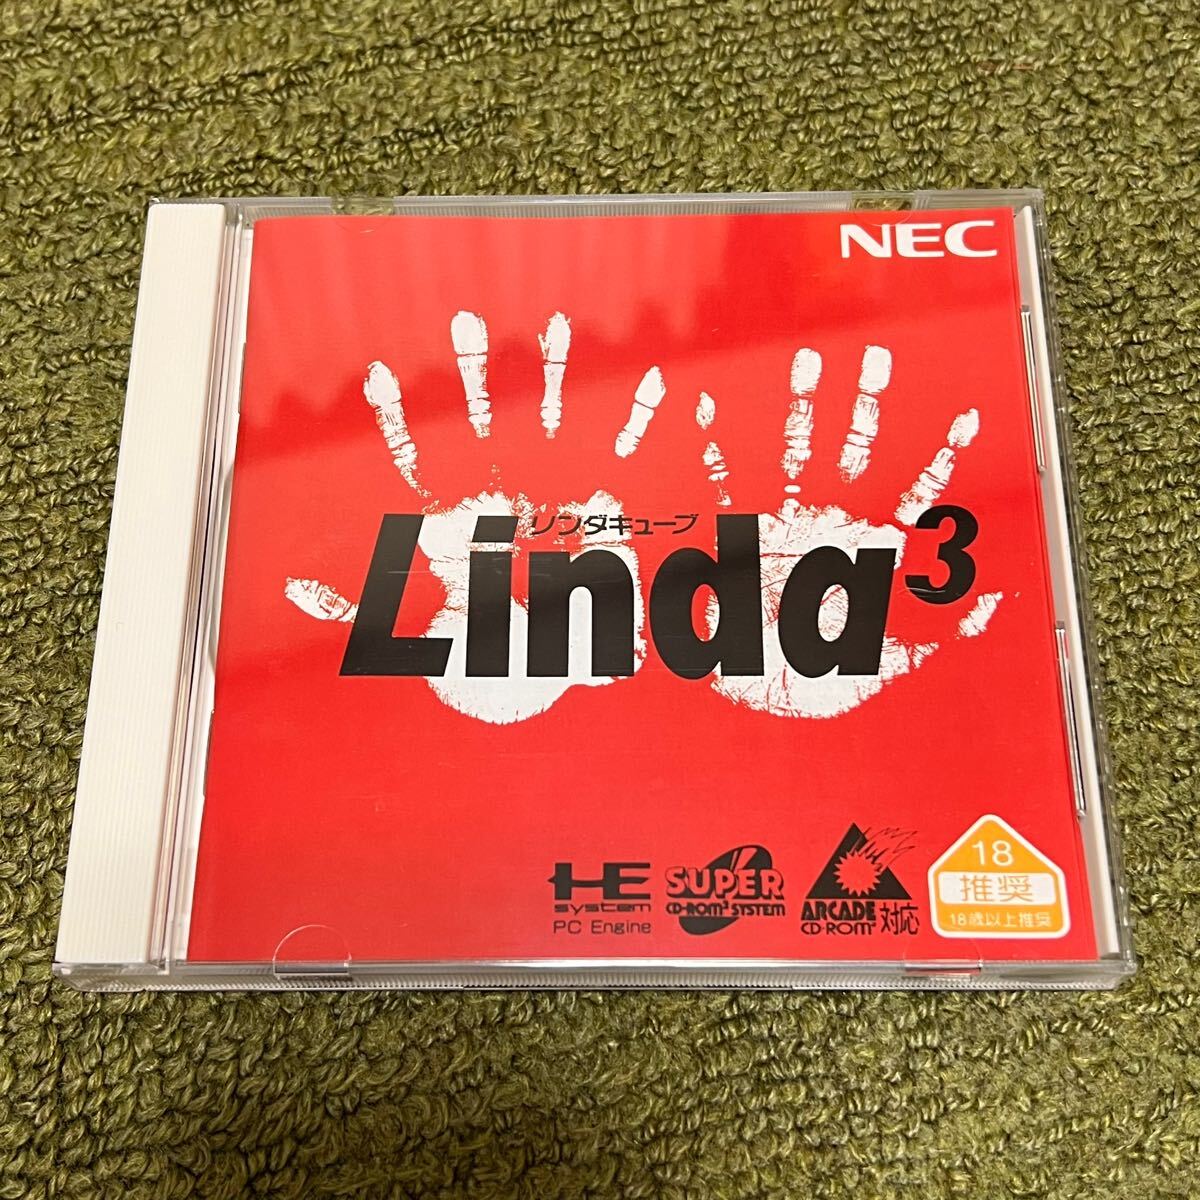 NEC
リンダキューブ
Linda³
HE
system
PC Engine
SUPER
CD-ROM² SYSTEM
ARCADE
CD-ROM² 対応
18
推奨
18歳以上推奨